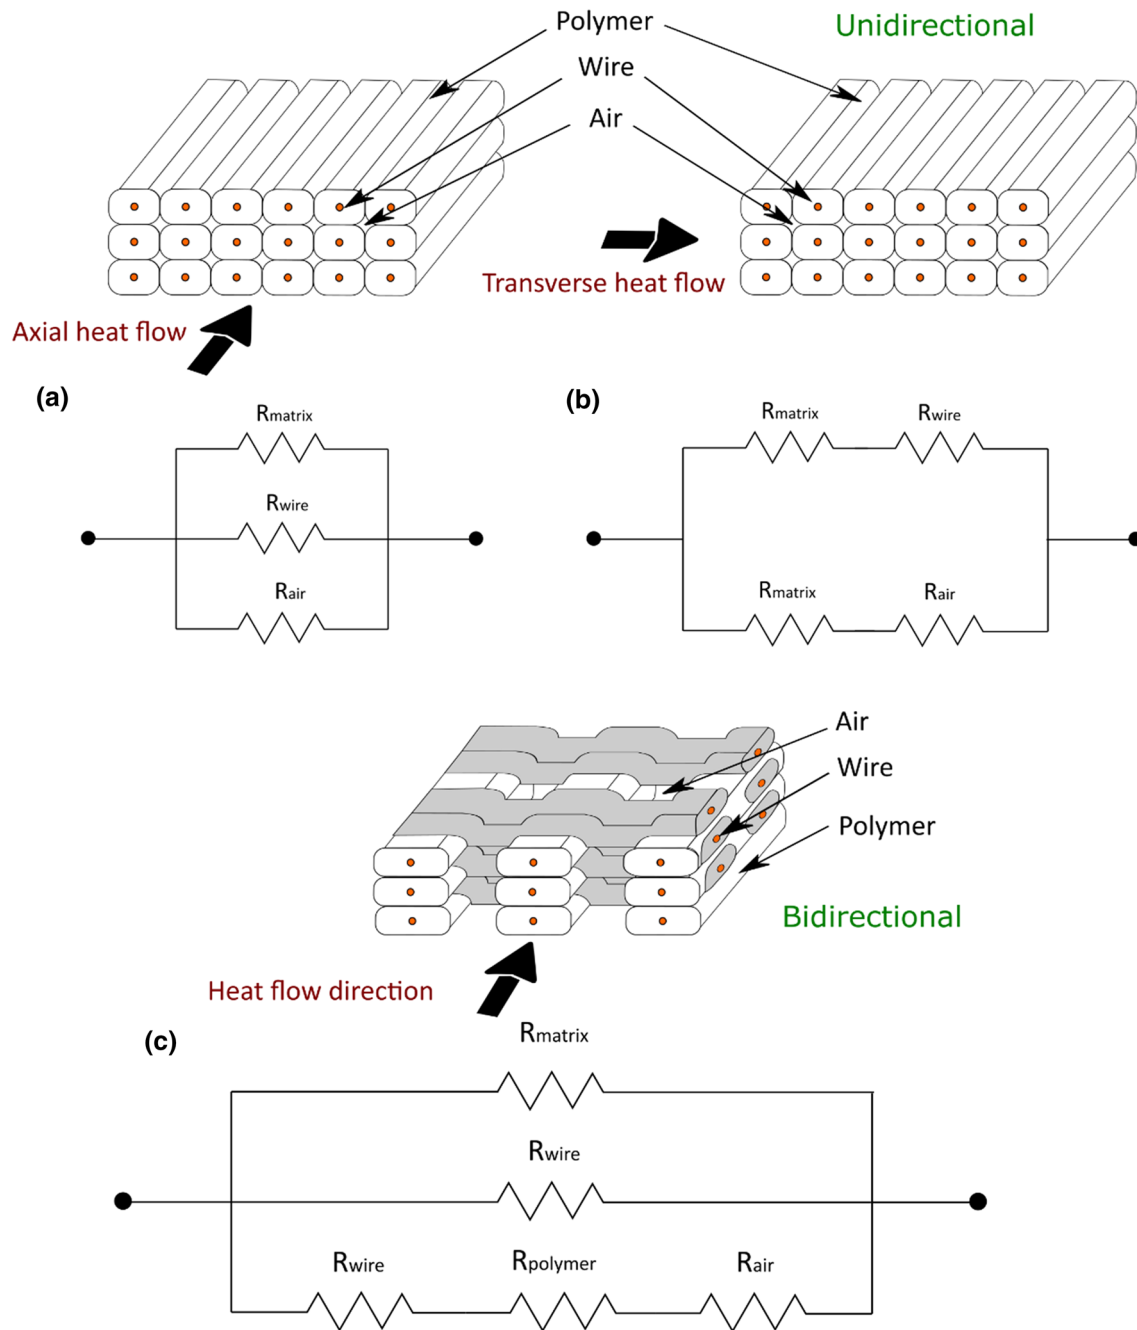 Polymer
Unidirectional
Wire
Air
Transverse heat flow
Axial heat flow
(a)
(b)
Rmatrix
Rwire
Rair
Rmatrix
Rwire
Rmatrix
Rair
Air
Wire
Polymer
Bidirectional
Heat flow direction
(c)
Rmatrix
Rwire
Rwire
Rpolymer
Rair